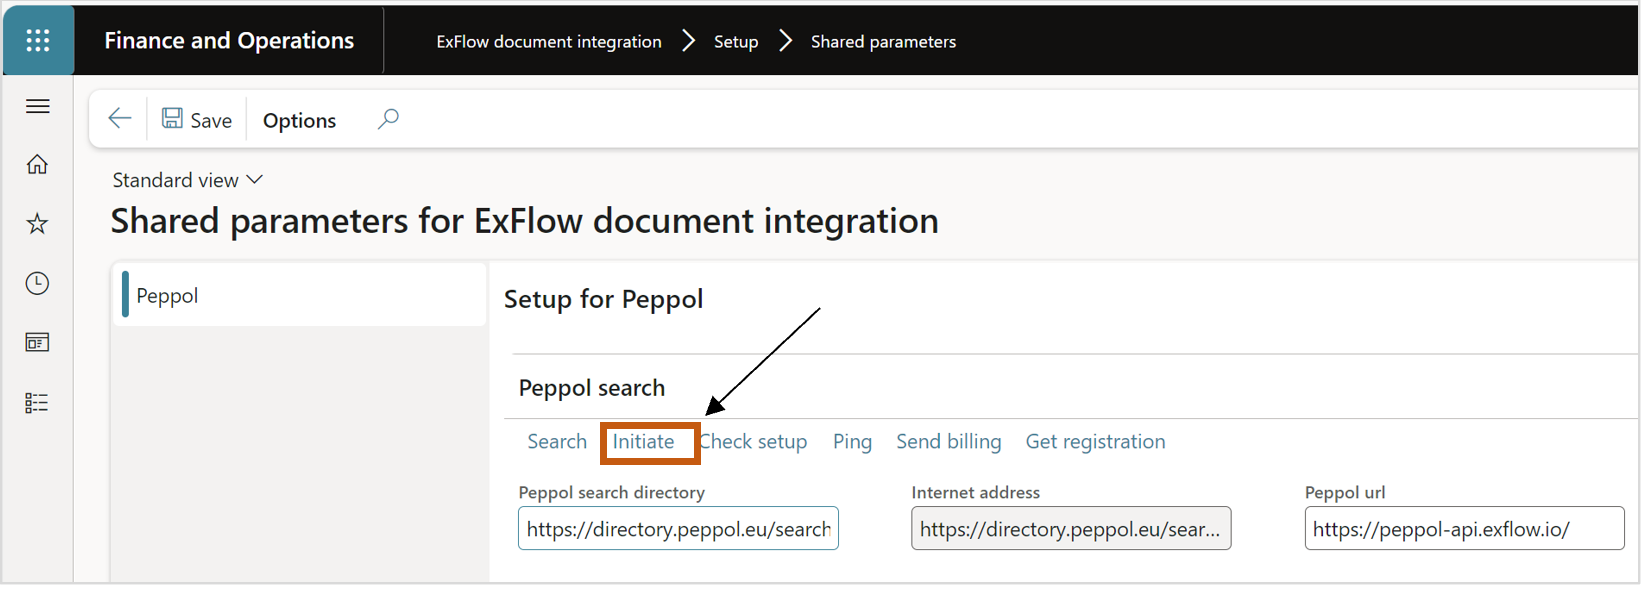 Finance and Operations ExFlow document integration Setup Shared parameters
Save Options
Standard view
Shared parameters for ExFlow document integration
Peppol
Setup for Peppol
Peppol search
Search Initiate Check setup Ping Send billing Get registration
Peppol search directory Internet address Peppol url
https://directory.peppol.eu/search https://directory.peppol.eu/sear... https://peppol-api.exflow.io/